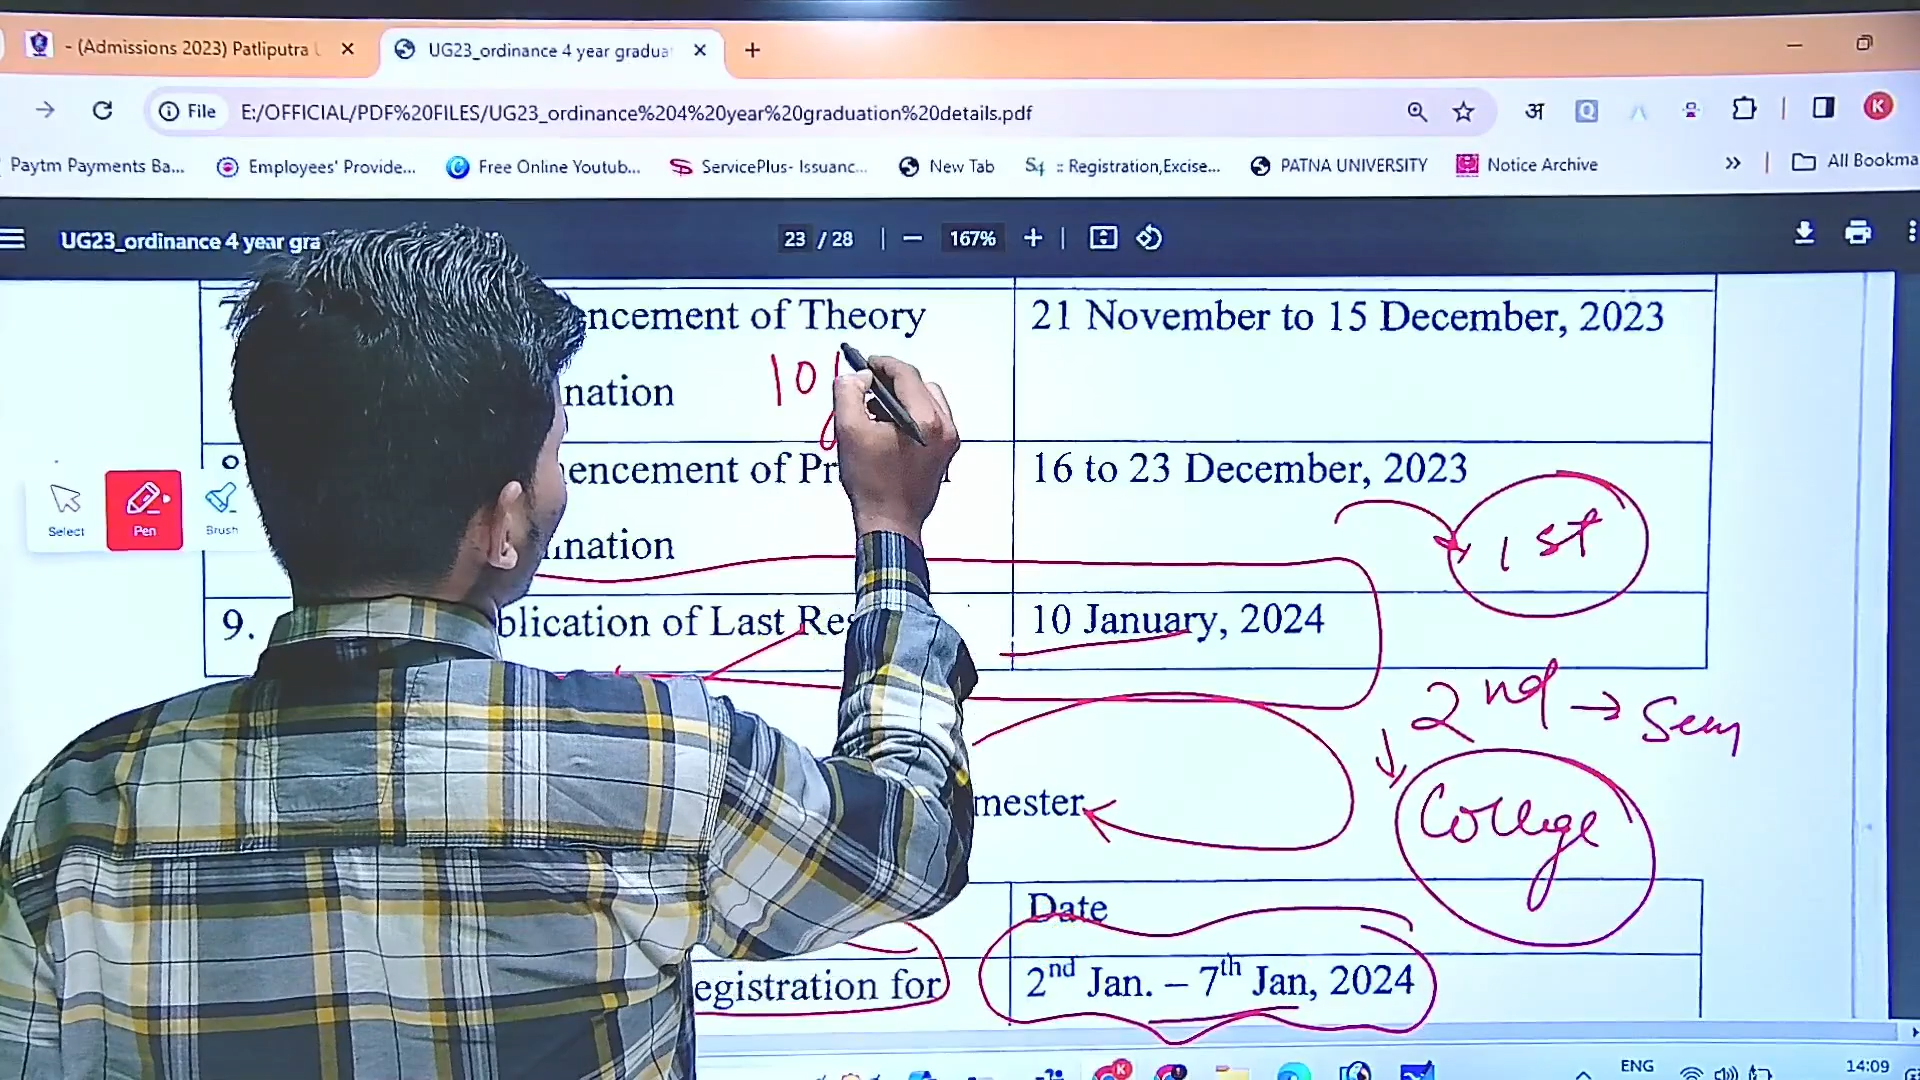 - (Admissions 2023) Patliputra
UG23_ordinance 4 year gradua
File E:/OFFICIAL/PDF%20FILES/UG23_ordinance%204%20year%20graduation%20details.pdf
अ Q K
Paytm Payments Ba... Employees' Provide... Free Online Youtub... ServicePlus- Issuanc... New Tab S4 :: Registration,Excise... PATNA UNIVERSITY Notice Archive » All Bookma
UG23_ordinance 4 year gra 23 / 28 167%
ncement of Theory 21 November to 15 December, 2023
nation 10
encement of Pr 16 to 23 December, 2023
Select Pen Brush
nation 1st
9. blication of Last Res 10 January, 2024
2nd → Sem
mester College
Date
egistration for 2nd Jan. – 7th Jan, 2024
ENG 14:09